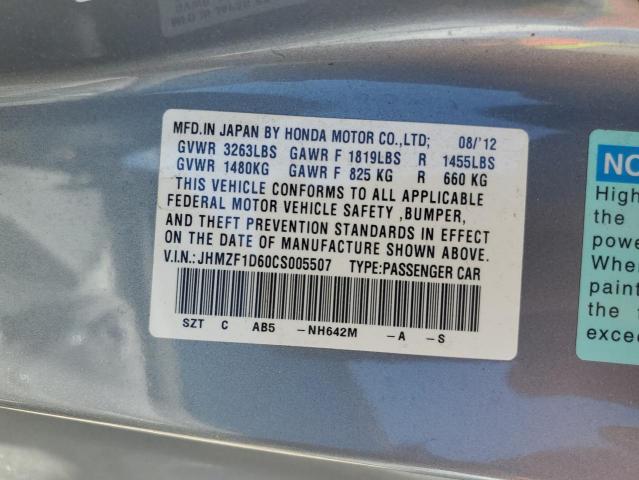 MFD.IN JAPAN BY HONDA MOTOR CO.,LTD; 08/'12
GVWR 3263LBS GAWR F 1819LBS R 1455LBS
GVWR 1480KG GAWR F 825 KG R 660 KG
THIS VEHICLE CONFORMS TO ALL APPLICABLE
FEDERAL MOTOR VEHICLE SAFETY ,BUMPER,
AND THEFT PREVENTION STANDARDS IN EFFECT
ON THE DATE OF MANUFACTURE SHOWN ABOVE.
V.I.N.:JHMZF1D60CS005507 TYPE:PASSENGER CAR
SZT C AB5 -NH642M -A -S
NO
High
the
powe
Whe
paint
the
excee